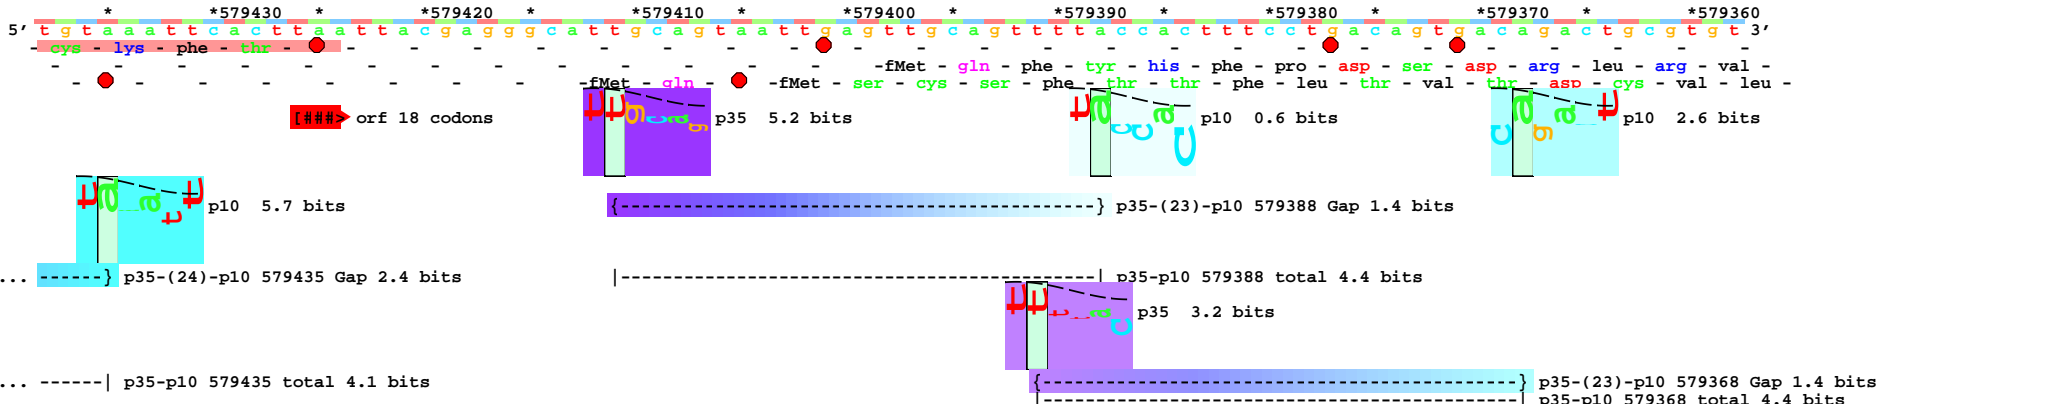 * *579430 * *579420 * *579410 * *579400 * *579390 * *579380 * *579370 * *579360
5' t g t a a a t t c a c t t a a t t a c g a g g g c a t t g c a g t a a t t g a g t t g c a g t t t t a c c a c t t t c c t g a c a g t g a c a g a c t g c g t g t 3'
- cys - lys - phe - thr - - - - - - - - - - - - - - - - - - - - - -
- - - - - - - - - - - - - -fMet - gln - phe - tyr - his - phe - pro - asp - ser - asp - arg - leu - arg - val -
- - - - - - - - -fMet - gln - -fMet - ser - cys - ser - phe - thr - thr - phe - leu - thr - val - thr - asp - cys - val - leu -
[###> orf 18 codons
t t g c a g p35 5.2 bits
t a c c a c p10 0.6 bits
c a g a t p10 2.6 bits
t a a t t p10 5.7 bits
{----------------------} p35-(23)-p10 579388 Gap 1.4 bits
... ------} p35-(24)-p10 579435 Gap 2.4 bits
|----------------------| p35-p10 579388 total 4.4 bits
t t t t a c p35 3.2 bits
... ------| p35-p10 579435 total 4.1 bits
{----------------------} p35-(23)-p10 579368 Gap 1.4 bits
|----------------------| p35-p10 579368 total 4.4 bits